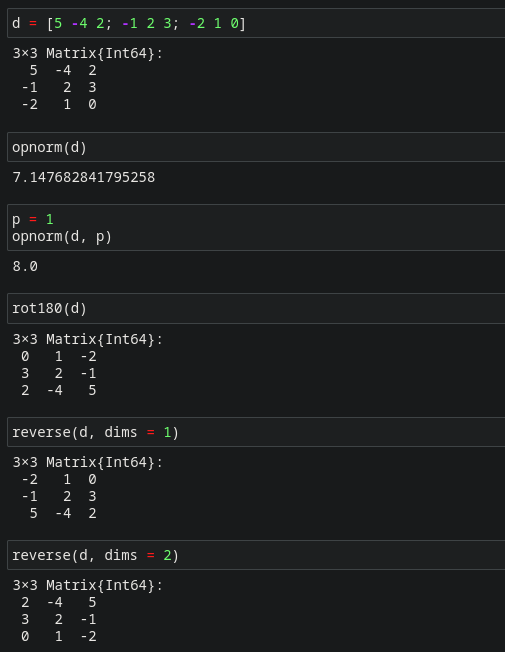 d = [5 -4 2; -1 2 3; -2 1 0]
3×3 Matrix{Int64}:
  5  -4  2
 -1   2  3
 -2   1  0
opnorm(d)
7.147682841795258
p = 1
opnorm(d, p)
8.0
rot180(d)
3×3 Matrix{Int64}:
 0   1  -2
 3   2  -1
 2  -4   5
reverse(d, dims = 1)
3×3 Matrix{Int64}:
 -2   1  0
 -1   2  3
  5  -4  2
reverse(d, dims = 2)
3×3 Matrix{Int64}:
 2  -4   5
 3   2  -1
 0   1  -2